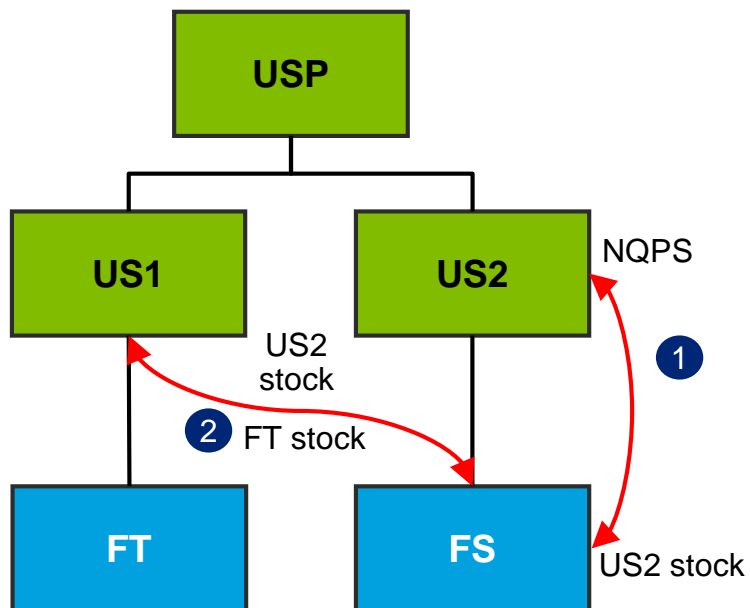 USP
US1
US2
NQPS
US2
stock
1
2
FT stock
FT
FS
US2 stock